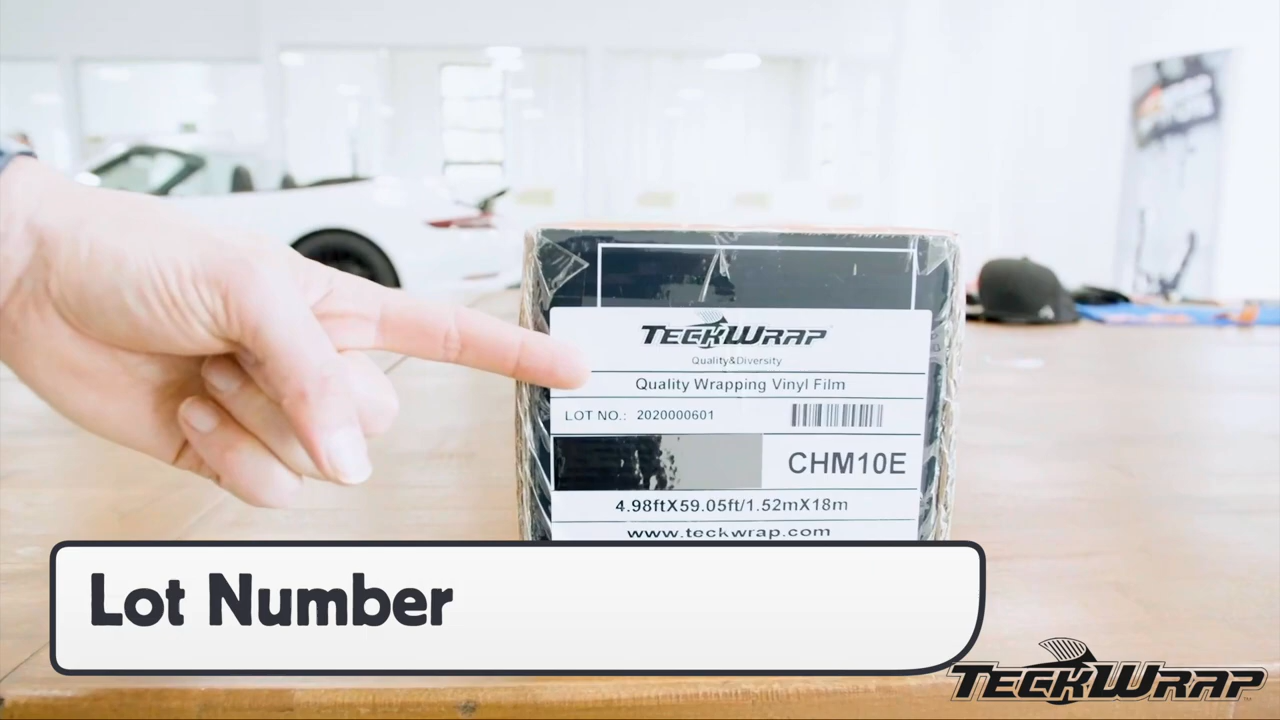 TECKWRAP
Quality&Diversity
Quality Wrapping Vinyl Film
LOT NO.: 2020000601
CHM10E
4.98ftX59.05ft/1.52mX18m
www.teckwrap.com
Lot Number
TECKWRAP